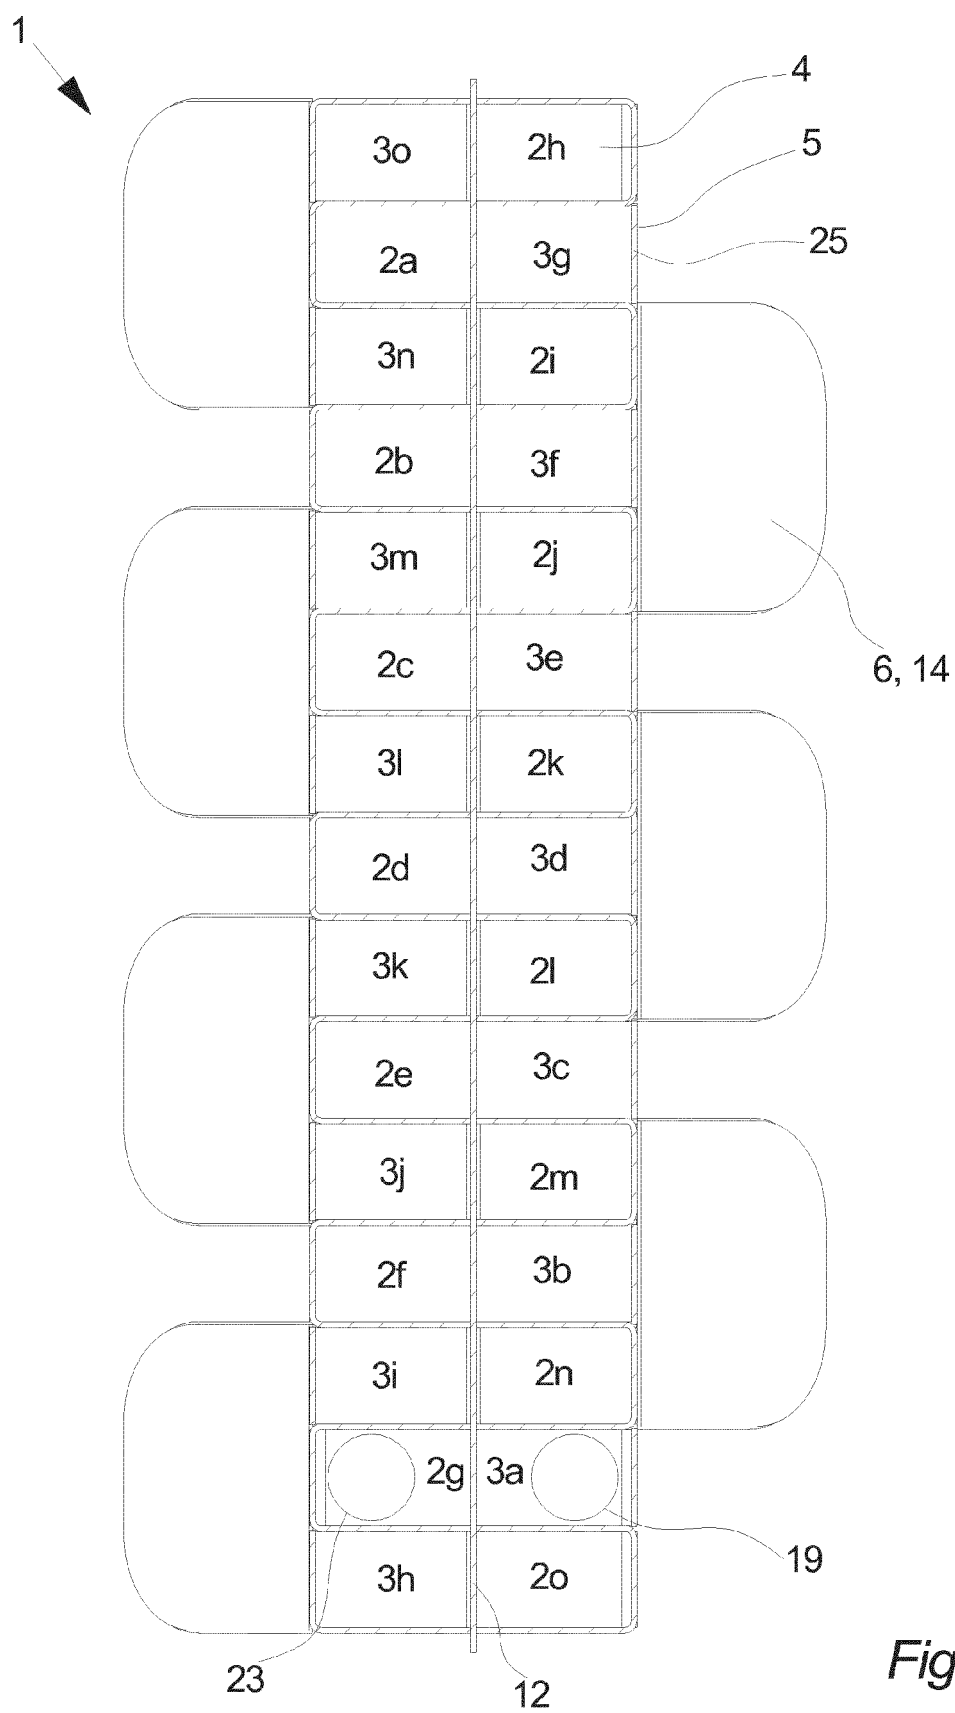 1
4
3o 2h
5
2a 3g 25
3n 2i
2b 3f
3m 2j
2c 3e 6, 14
3l 2k
2d 3d
3k 2l
2e 3c
3j 2m
2f 3b
3i 2n
2g 3a
19
3h 2o
23 12
Fig